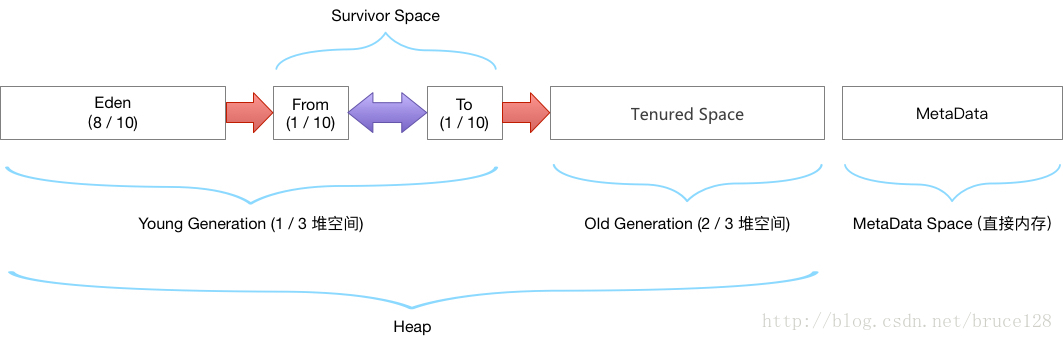 Survivor Space
Eden
(8 / 10)
From
(1 / 10)
To
(1 / 10)
Tenured Space
MetaData
Young Generation (1 / 3 堆空间)
Old Generation (2 / 3 堆空间)
MetaData Space (直接内存)
Heap
http://blog.csdn.net/bruce128